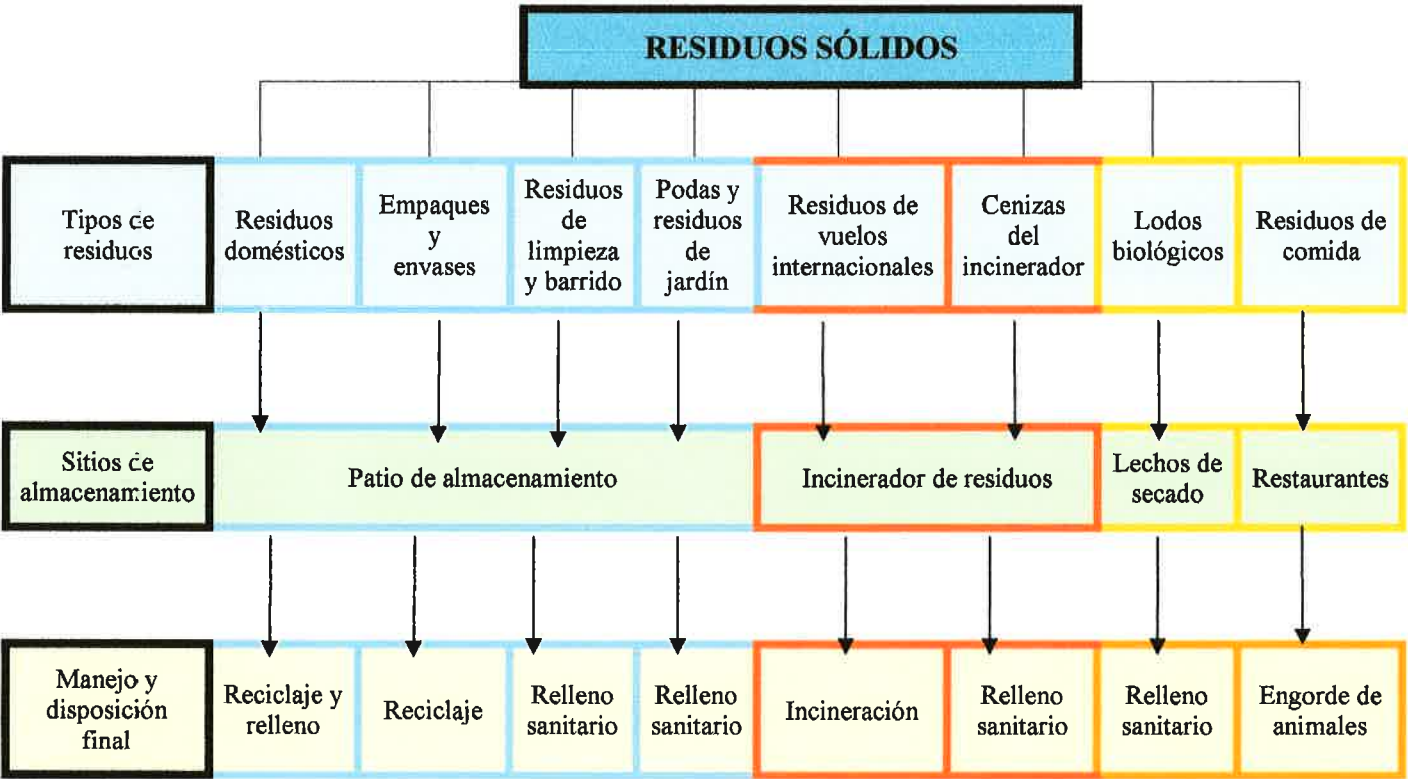 RESIDUOS SÓLIDOS
Tipos de
residuos
Residuos
domésticos
Empaques
y
envases
Residuos
de
limpieza
y barrido
Podas y
residuos
de
jardín
Residuos de
vuelos
internacionales
Cenizas
del
incinerador
Lodos
biológicos
Residuos de
comida
Sitios de
almacenamiento
Patio de almacenamiento
Incinerador de residuos
Lechos de
secado
Restaurantes
Manejo y
disposición
final
Reciclaje y
relleno
Reciclaje
Relleno
sanitario
Relleno
sanitario
Incineración
Relleno
sanitario
Relleno
sanitario
Engorde de
animales